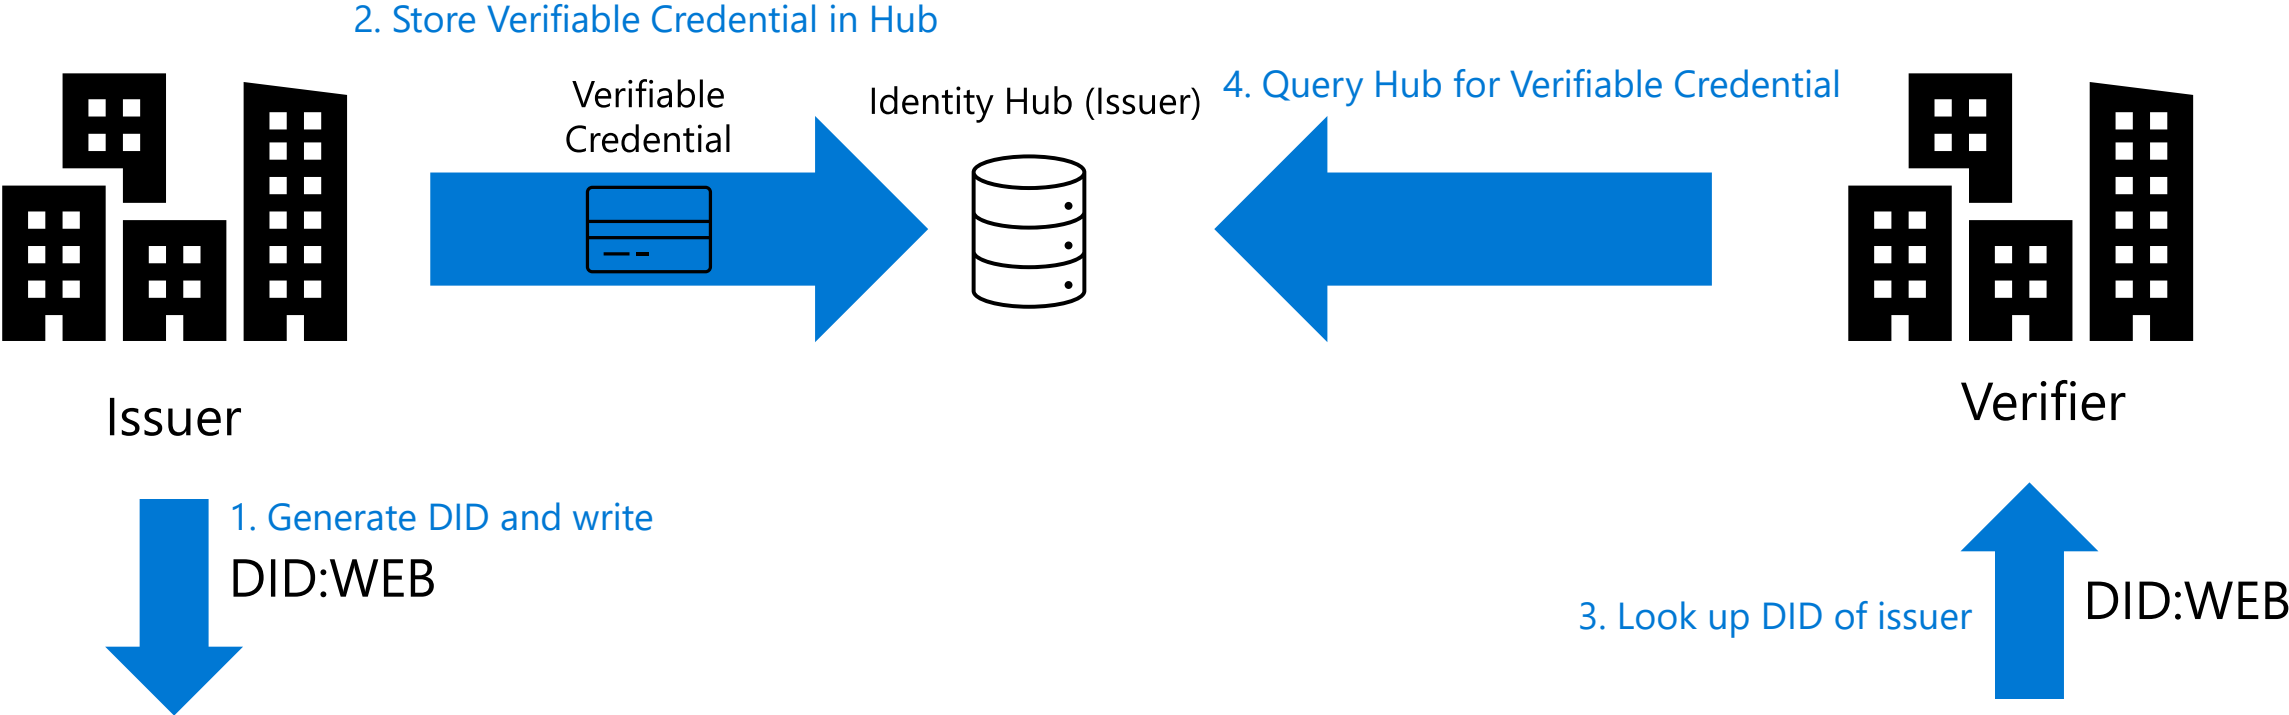 2. Store Verifiable Credential in Hub
Verifiable
Credential
Identity Hub (Issuer)
4. Query Hub for Verifiable Credential
Issuer
Verifier
1. Generate DID and write
DID:WEB
3. Look up DID of issuer
DID:WEB